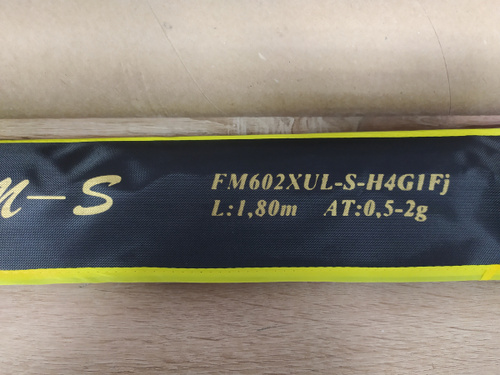 M-S
FM602XUL-S-H4G1Fj
L:1,80m AT:0,5-2g